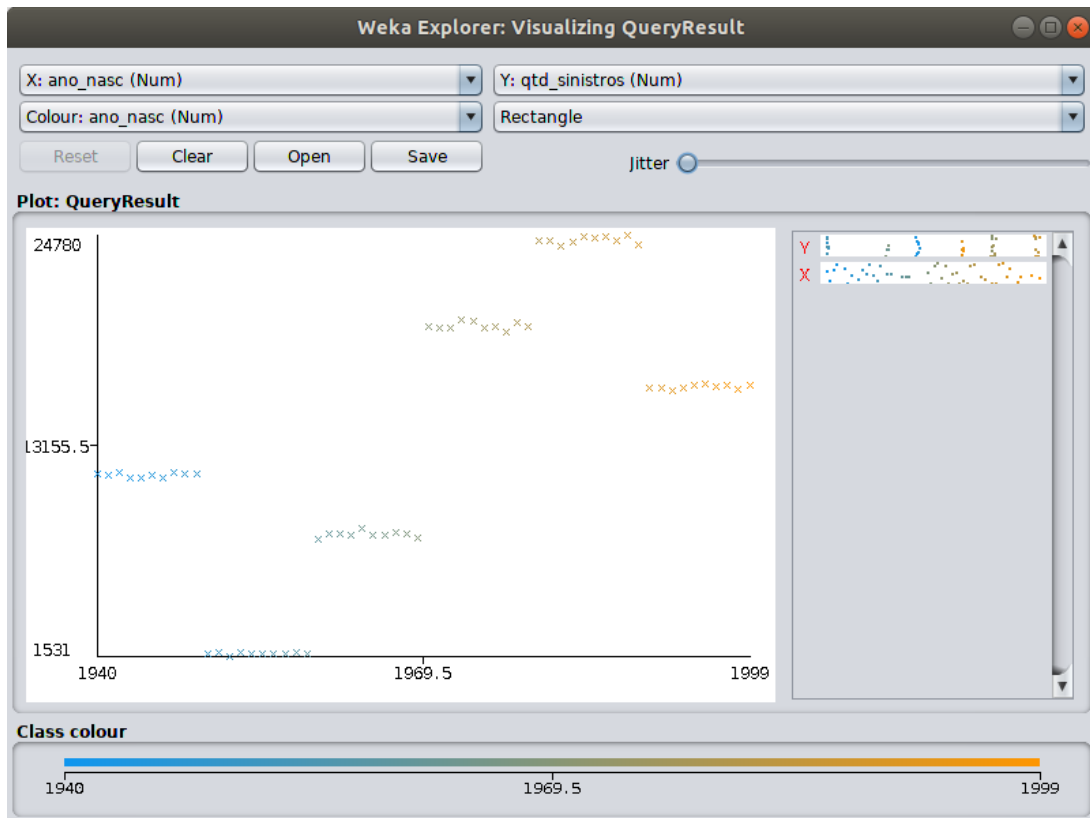 Weka Explorer: Visualizing QueryResult
X: ano_nasc (Num) Y: qtd_sinistros (Num)
Colour: ano_nasc (Num) Rectangle
Reset Clear Open Save Jitter
Plot: QueryResult
24780
13155.5
1531
1940 1969.5 1999
Y
X
Class colour
1940 1969.5 1999